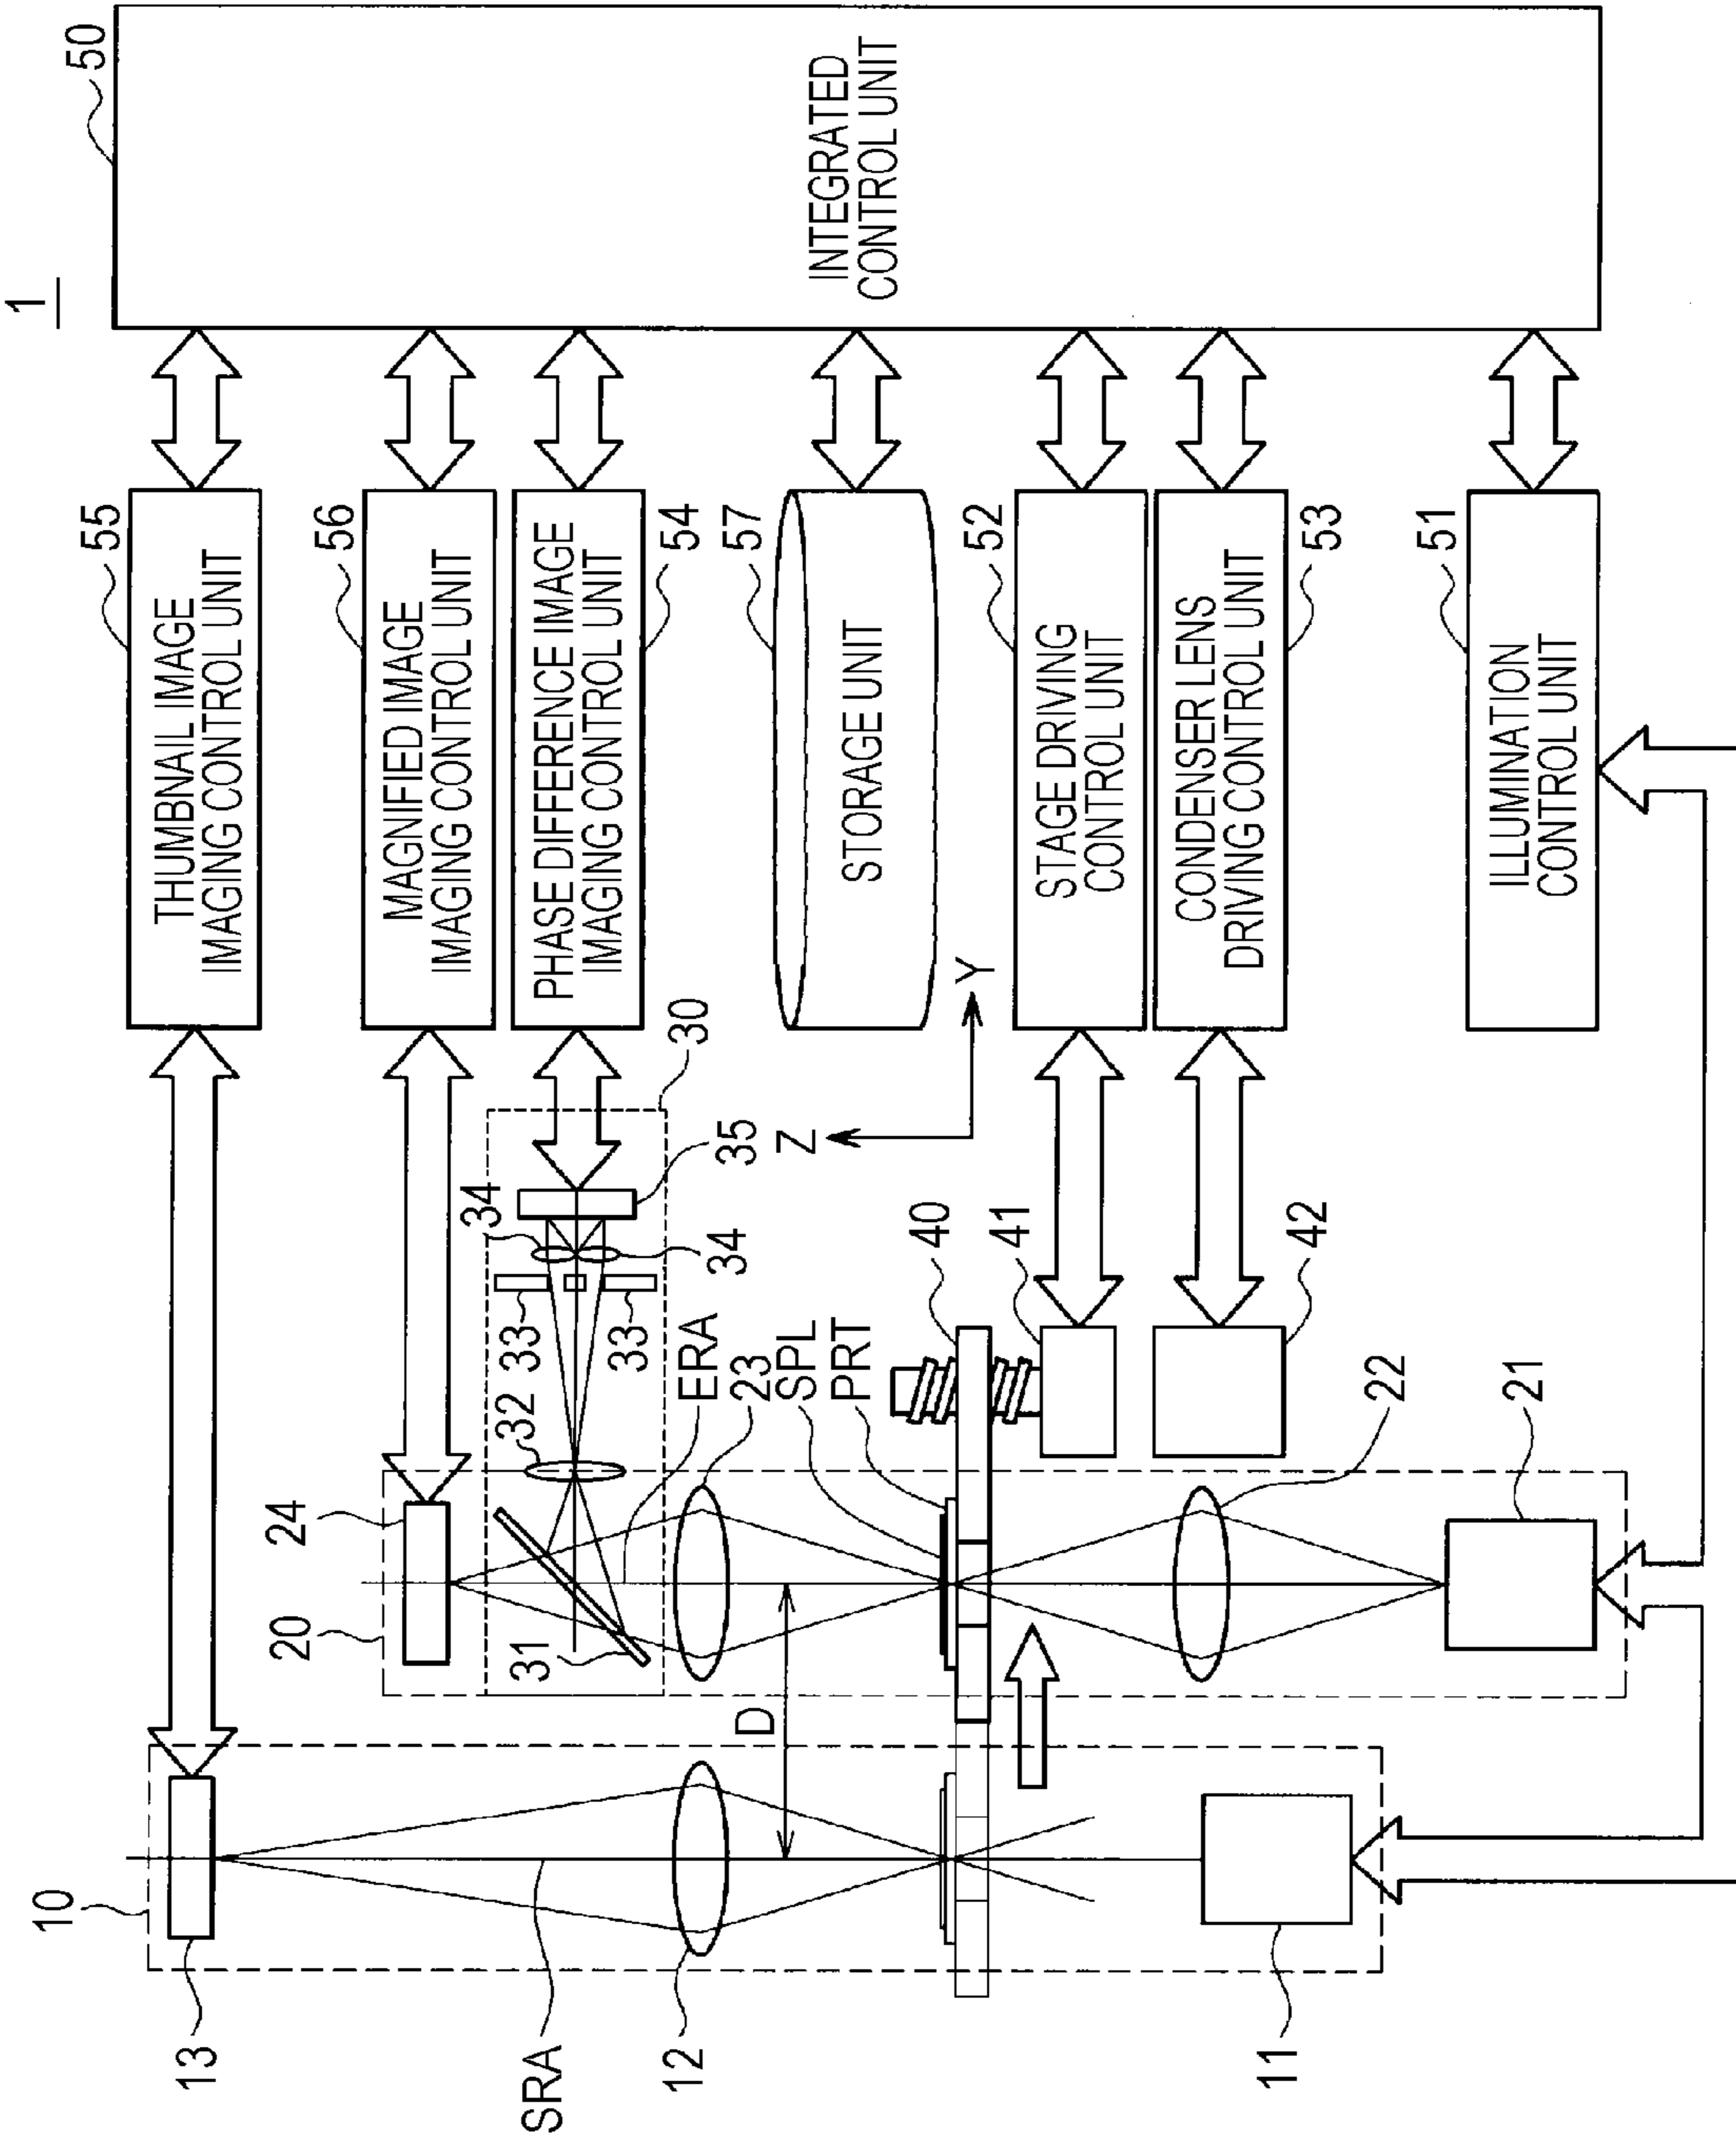 1
50
INTEGRATED
CONTROL UNIT
55
THUMBNAIL IMAGE
IMAGING CONTROL UNIT
56
MAGNIFIED IMAGE
IMAGING CONTROL UNIT
PHASE DIFFERENCE IMAGE
IMAGING CONTROL UNIT
54
57
STORAGE UNIT
52
STAGE DRIVING
CONTROL UNIT
CONDENSER LENS
DRIVING CONTROL UNIT
53
51
ILLUMINATION
CONTROL UNIT
30
Y
Z
35
34
34
33
33
32
31
ERA
23
SPL
PRT
40
41
42
22
21
24
20
D
10
13
SRA
12
11